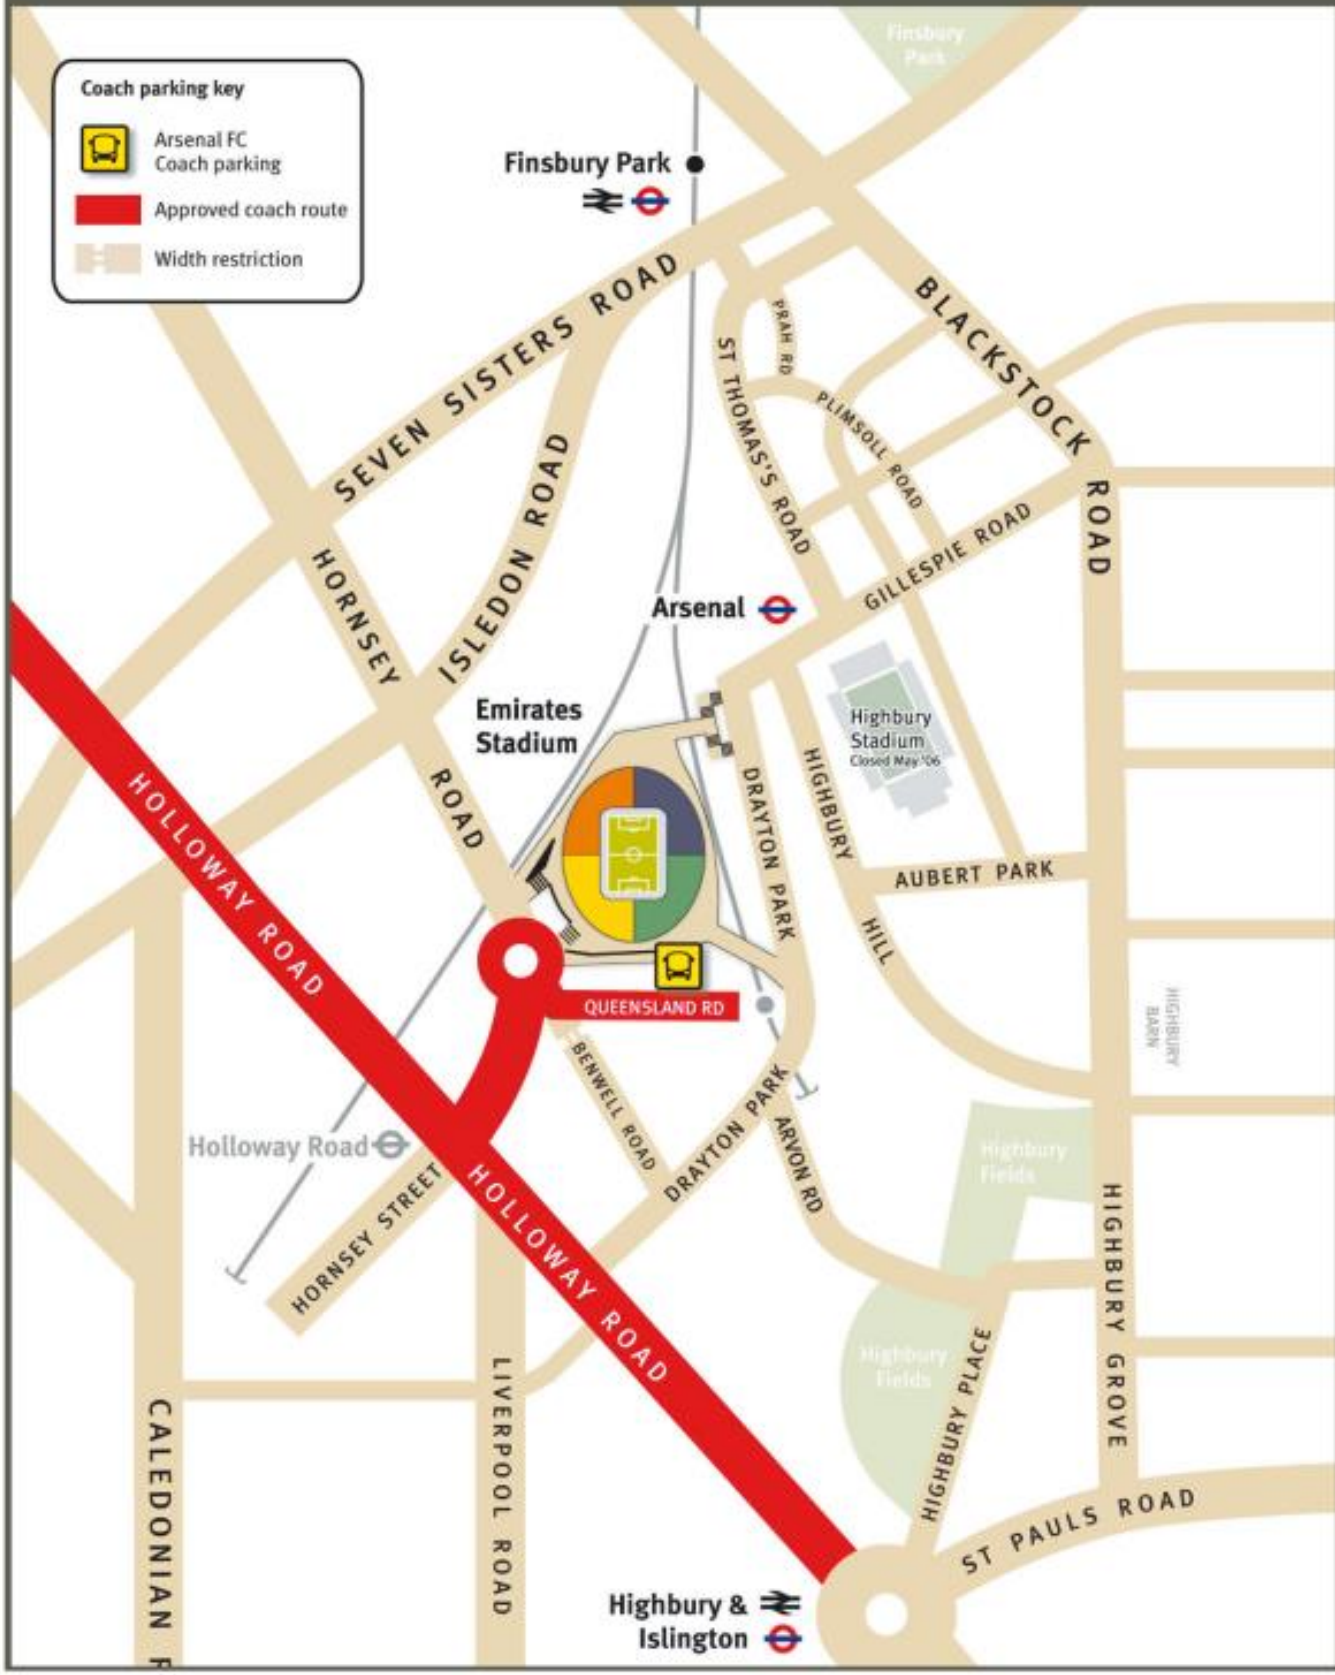 Finsbury
Park
Coach parking key
Arsenal FC
Coach parking
Approved coach route
Width restriction
Finsbury Park
SEVEN SISTERS ROAD
BLACKSTOCK
ROAD
PRAH RD
ST THOMAS'S ROAD
PLIMSOLL ROAD
ISLEDON ROAD
GILLESPIE ROAD
HORNSEY
ROAD
Arsenal
Emirates
Stadium
Highbury
Stadium
Closed May '06
HIGHBURY
HILL
DRAYTON PARK
AUBERT PARK
HOLLOWAY ROAD
QUEENSLAND RD
HIGHBURY
BARN
BENWELL ROAD
DRAYTON PARK
ARVON RD
Holloway Road
HORNSEY STREET
HOLLOWAY ROAD
Highbury
Fields
HIGHBURY GROVE
Highbury
Fields
HIGHBURY PLACE
LIVERPOOL ROAD
CALEDONIAN R
ST PAULS ROAD
Highbury &
Islington